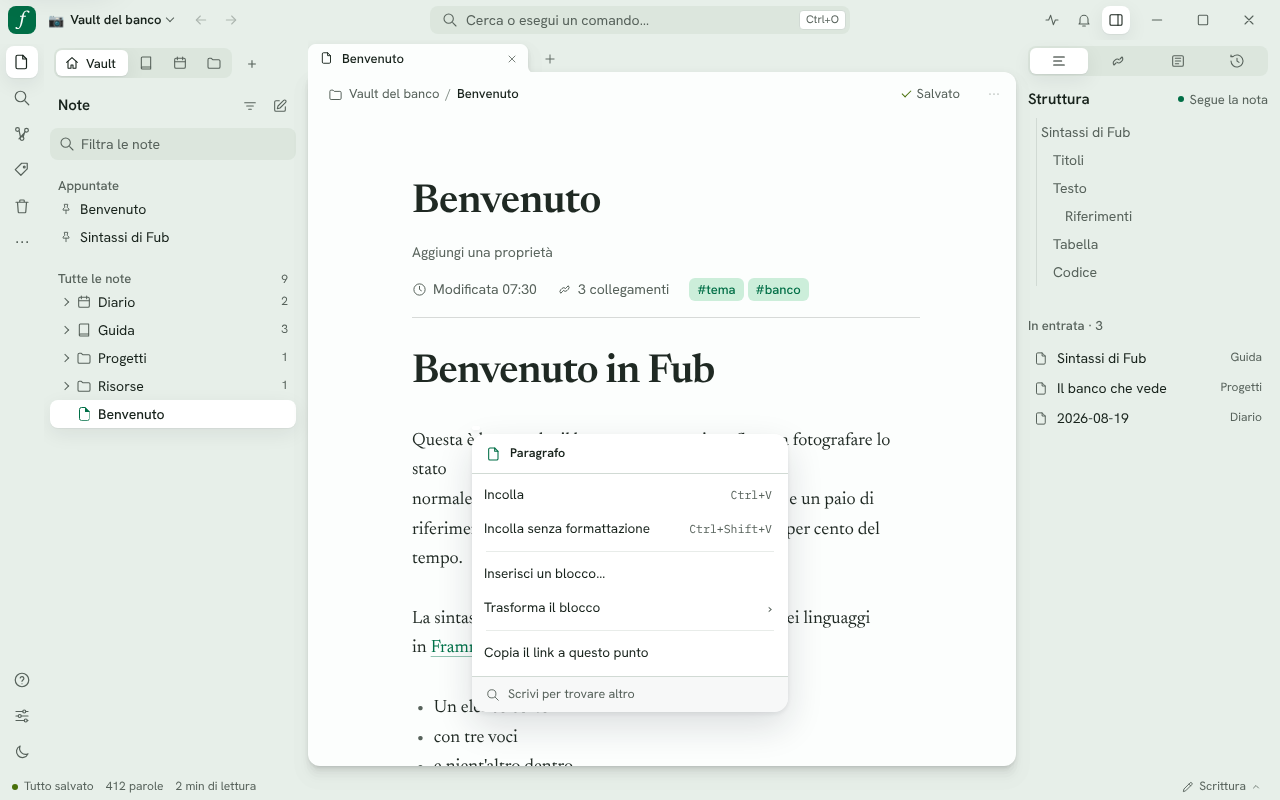 Vault del banco
Cerca o esegui un comando…
Ctrl+O
Vault
Note
Filtra le note
Appuntate
Benvenuto
Sintassi di Fub
Tutte le note 9
Diario 2
Guida 3
Progetti 1
Risorse 1
Benvenuto
Benvenuto
Vault del banco / Benvenuto
Salvato
Benvenuto
Aggiungi una proprietà
Modificata 07:30
3 collegamenti
#tema
#banco
Benvenuto in Fub
Questa è fotografare lo
stato
normale e un paio di
per cento del
tempo.
La ei linguaggi
in
Un
con tre voci
e nient'altro dentro
Paragrafo
Incolla Ctrl+V
Incolla senza formattazione Ctrl+Shift+V
Inserisci un blocco…
Trasforma il blocco ›
Copia il link a questo punto
Scrivi per trovare altro
Struttura
Segue la nota
Sintassi di Fub
Titoli
Testo
Riferimenti
Tabella
Codice
In entrata · 3
Sintassi di Fub Guida
Il banco che vede Progetti
2026-08-19 Diario
Tutto salvato
412 parole
2 min di lettura
Scrittura